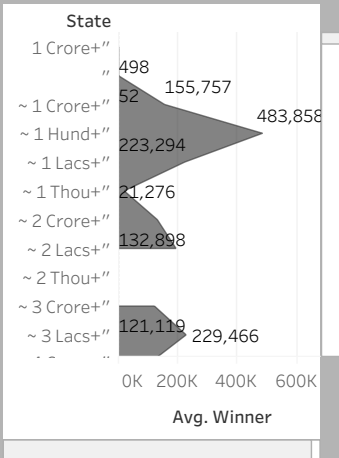 State
1 Crore+”
”
498
52
155,757
~ 1 Crore+”
483,858
~ 1 Hund+”
223,294
~ 1 Lacs+”
~ 1 Thou+”
21,276
~ 2 Crore+”
132,898
~ 2 Lacs+”
~ 2 Thou+”
~ 3 Crore+”
121,119
~ 3 Lacs+”
229,466
0K 200K 400K 600K
Avg. Winner